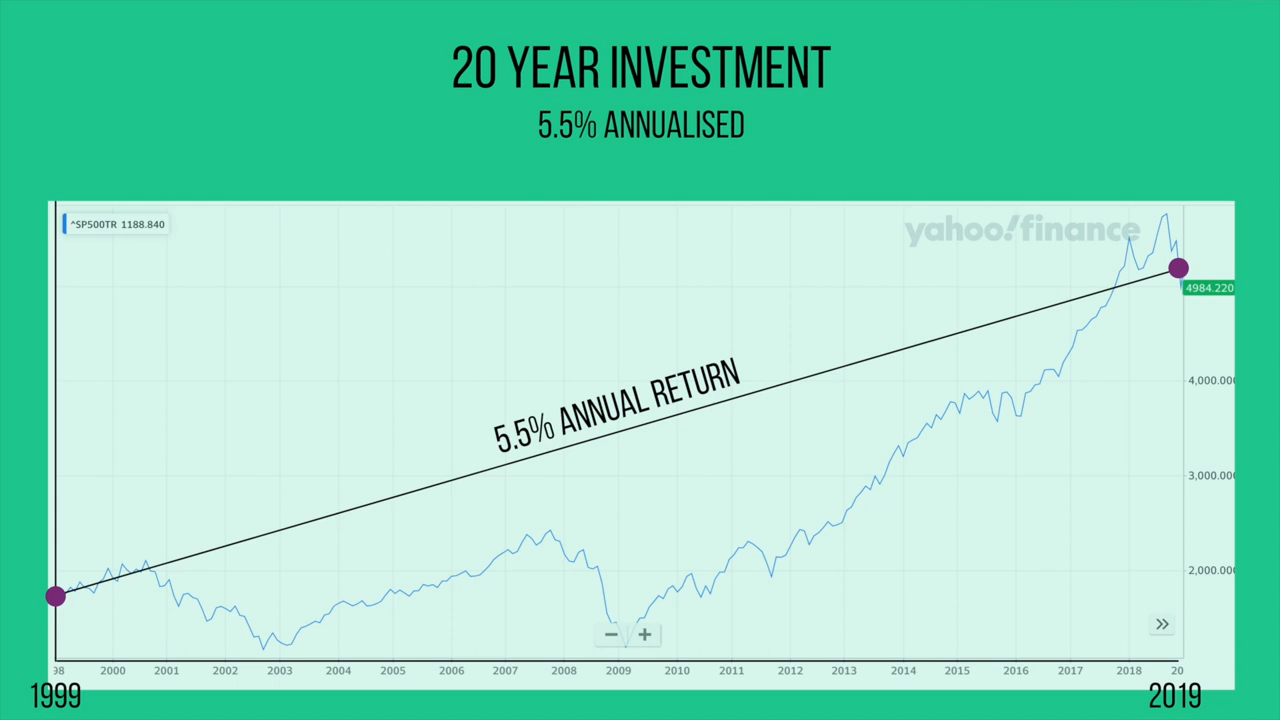 20 YEAR INVESTMENT
5.5% ANNUALISED
^SP500TR 1188.840
yahoo!finance
4984.220
4,000.000
3,000.000
2,000.000
5.5% ANNUAL RETURN
98 2000 2001 2002 2003 2004 2005 2006 2007 2008 2009 2010 2011 2012 2013 2014 2015 2016 2017 2018 20
1999 2019